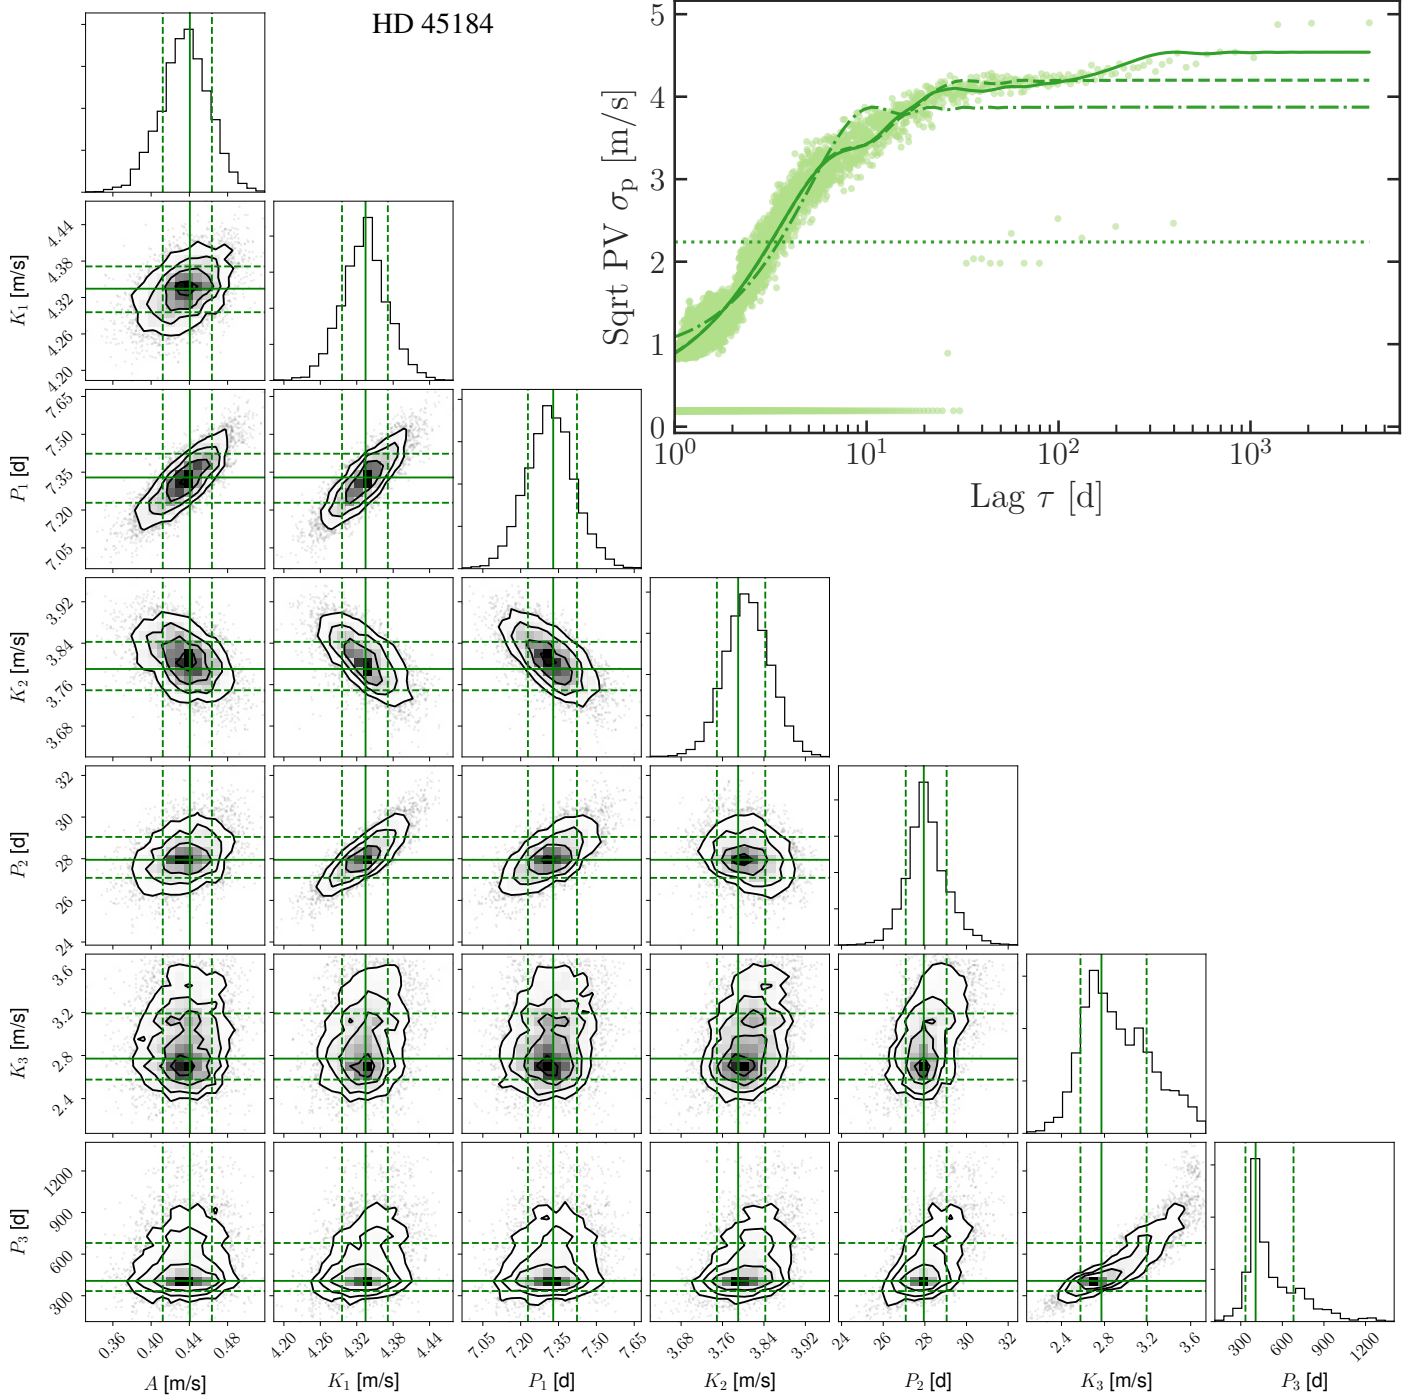 HD 45184
5
4
3
2
1
0
Sqrt PV σp [m/s]
10^0
10^1
10^2
10^3
Lag τ [d]
4.44
4.38
4.32
4.26
4.20
K1 [m/s]
7.65
7.50
7.35
7.20
7.05
P1 [d]
3.92
3.84
3.76
3.68
K2 [m/s]
32
30
28
26
24
P2 [d]
3.6
3.2
2.8
2.4
K3 [m/s]
1200
900
600
300
P3 [d]
0.36 0.40 0.44 0.48
4.20 4.26 4.32 4.38 4.44
7.05 7.20 7.35 7.50 7.65
3.68 3.76 3.84 3.92
24 26 28 30 32
2.4 2.8 3.2 3.6
300 600 900 1200
A [m/s] K1 [m/s] P1 [d] K2 [m/s] P2 [d] K3 [m/s] P3 [d]